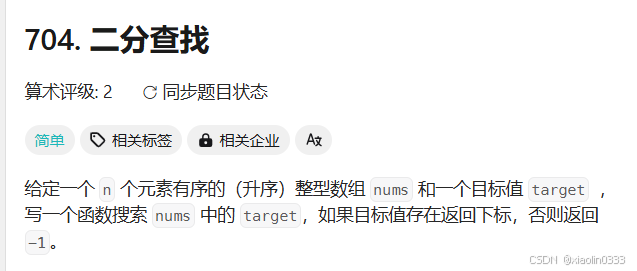 704. 二分查找
算术评级: 2 同步题目状态
简单 相关标签 相关企业 Aあ
给定一个 n 个元素有序的（升序）整型数组 nums 和一个目标值 target ，
写一个函数搜索 nums 中的 target，如果目标值存在返回下标，否则返回
-1。
CSDN @xiaolin0333